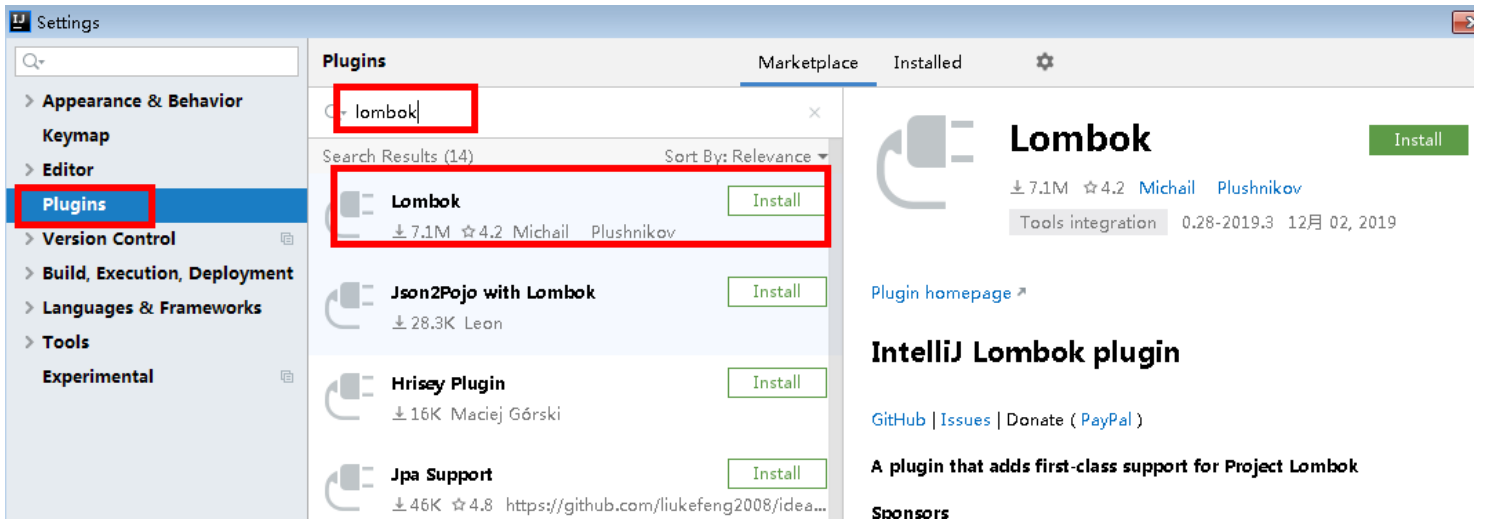 Settings
Appearance & Behavior
Keymap
Editor
Plugins
Version Control
Build, Execution, Deployment
Languages & Frameworks
Tools
Experimental
Plugins
Marketplace Installed
lombok
Search Results (14) Sort By: Relevance
Lombok Install
7.1M 4.2 Michail Plushnikov
Json2Pojo with Lombok Install
28.3K Leon
Hrisey Plugin Install
16K Maciej Górski
Jpa Support Install
46K 4.8 https://github.com/liukefeng2008/idea...
Lombok Install
7.1M 4.2 Michail Plushnikov
Tools integration 0.28-2019.3 12月 02, 2019
Plugin homepage
IntelliJ Lombok plugin
GitHub | Issues | Donate ( PayPal )
A plugin that adds first-class support for Project Lombok
Sponsors